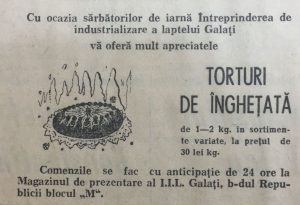 Cu ocazia sărbătorilor de iarnă Întreprinderea de
industrializare a laptelui Galați
vă oferă mult apreciatele
TORTURI
DE ÎNGHEȚATĂ
de 1—2 kg. în sortimen-
te variate, la prețul de
30 lei kg.
Comenzile se fac cu anticipație de 24 ore la
Magazinul de prezentare al I.I.L. Galați, b-dul Repu-
blicii blocul „M".